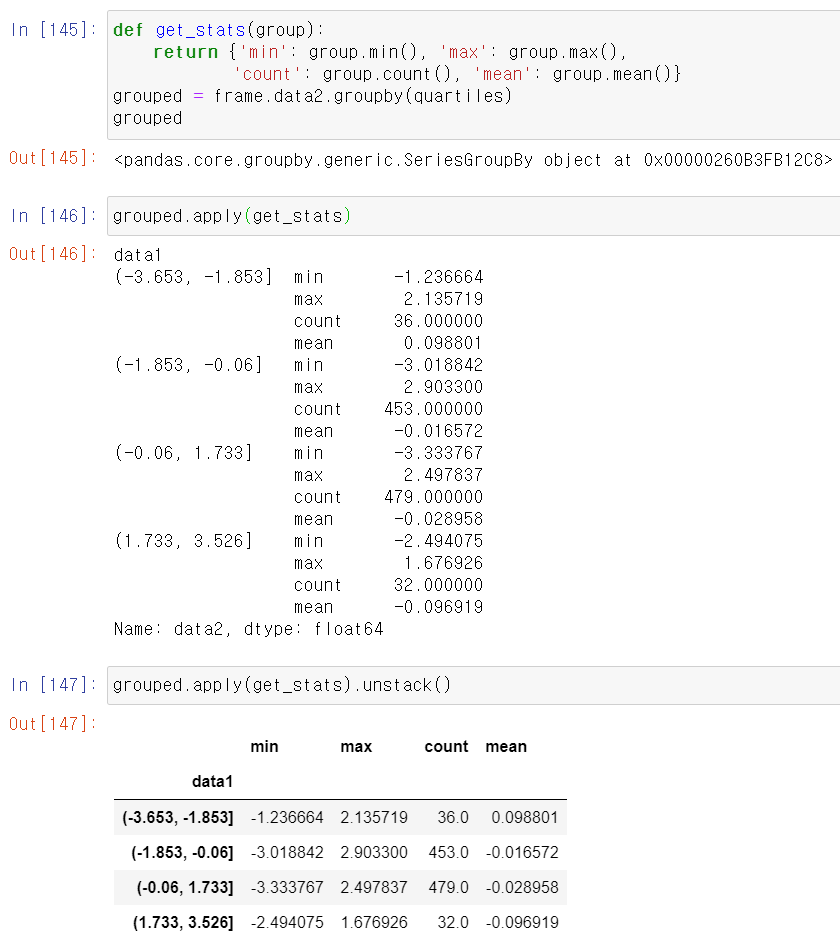 In [145]: def get_stats(group):
    return {'min': group.min(), 'max': group.max(),
            'count': group.count(), 'mean': group.mean()}
grouped = frame.data2.groupby(quartiles)
grouped
Out[145]: <pandas.core.groupby.generic.SeriesGroupBy object at 0x00000260B3FB12C8>
In [146]: grouped.apply(get_stats)
Out[146]: data1
(-3.653, -1.853]  min       -1.236664
                  max        2.135719
                  count     36.000000
                  mean       0.098801
(-1.853, -0.06]   min       -3.018842
                  max        2.903300
                  count    453.000000
                  mean      -0.016572
(-0.06, 1.733]    min       -3.333767
                  max        2.497837
                  count    479.000000
                  mean      -0.028958
(1.733, 3.526]    min       -2.494075
                  max        1.676926
                  count     32.000000
                  mean      -0.096919
Name: data2, dtype: float64
In [147]: grouped.apply(get_stats).unstack()
Out[147]:
min max count mean
data1
(-3.653, -1.853] -1.236664 2.135719 36.0 0.098801
(-1.853, -0.06] -3.018842 2.903300 453.0 -0.016572
(-0.06, 1.733] -3.333767 2.497837 479.0 -0.028958
(1.733, 3.526] -2.494075 1.676926 32.0 -0.096919